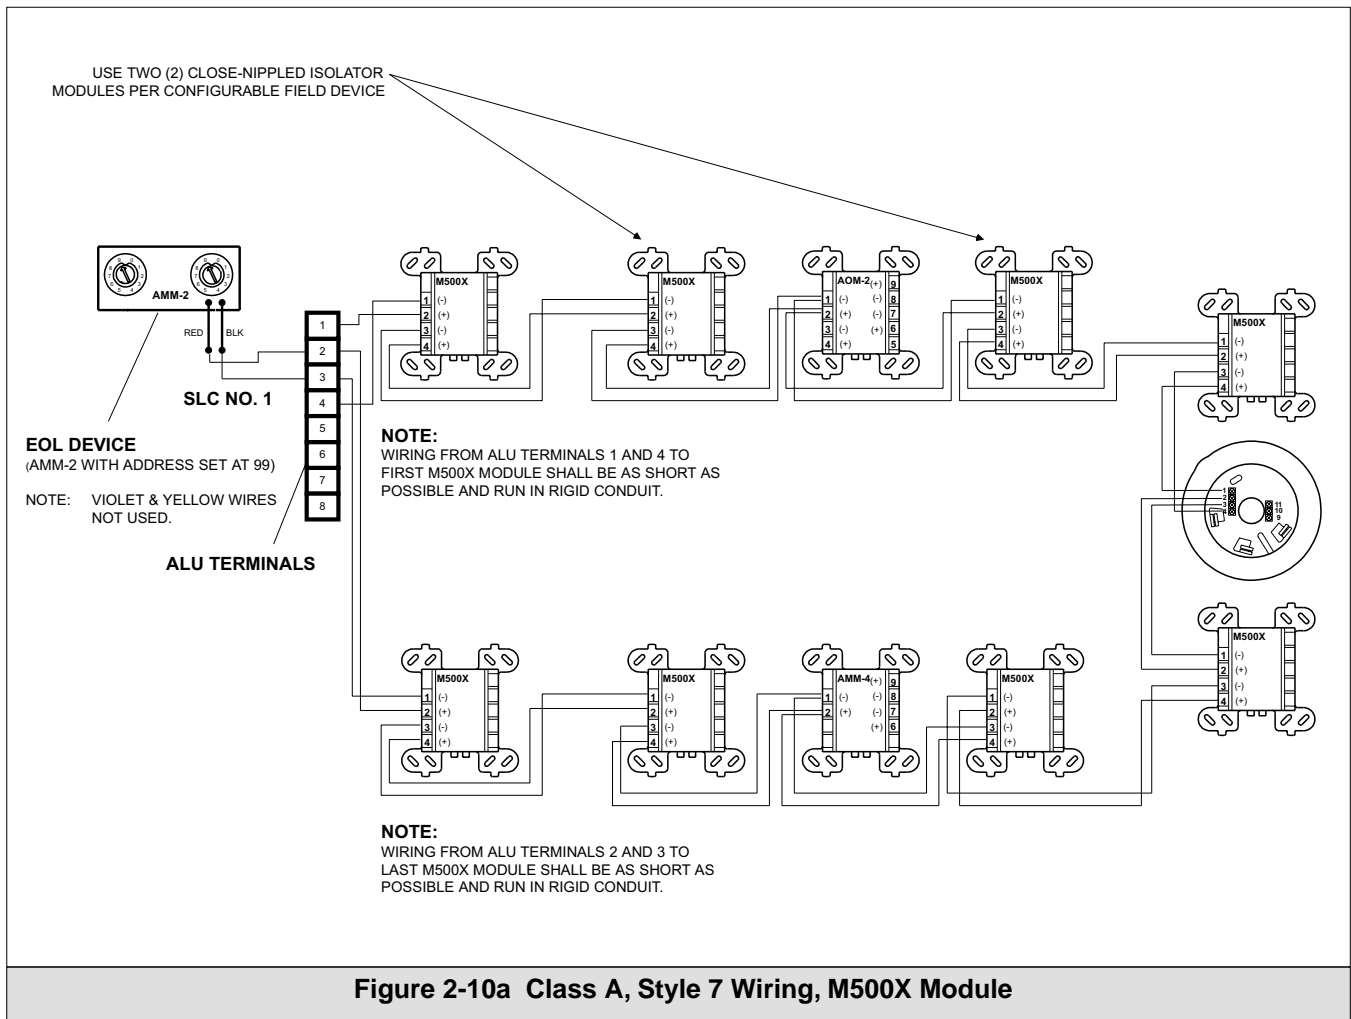 USE TWO (2) CLOSE-NIPPLED ISOLATOR
MODULES PER CONFIGURABLE FIELD DEVICE
AMM-2
RED
BLK
SLC NO. 1
EOL DEVICE
(AMM-2 WITH ADDRESS SET AT 99)
NOTE: VIOLET & YELLOW WIRES
NOT USED.
1
2
3
4
5
6
7
8
ALU TERMINALS
M500X
1 (-)
2 (+)
3 (-)
4 (+)
M500X
1 (-)
2 (+)
3 (-)
4 (+)
AOM-2 (+) 9
1 (-) (-) 8
2 (+) (-) 7
3 (-) (+) 6
4 (+) 5
M500X
1 (-)
2 (+)
3 (-)
4 (+)
M500X
1 (-)
2 (+)
3 (-)
4 (+)
NOTE:
WIRING FROM ALU TERMINALS 1 AND 4 TO
FIRST M500X MODULE SHALL BE AS SHORT AS
POSSIBLE AND RUN IN RIGID CONDUIT.
1
2
3
4
11
10
9
M500X
1 (-)
2 (+)
3 (-)
4 (+)
M500X
1 (-)
2 (+)
3 (-)
4 (+)
AMM-4 (+) 9
1 (-) (-) 8
2 (+) (-) 7
(+) 6
M500X
1 (-)
2 (+)
3 (-)
4 (+)
M500X
1 (-)
2 (+)
3 (-)
4 (+)
NOTE:
WIRING FROM ALU TERMINALS 2 AND 3 TO
LAST M500X MODULE SHALL BE AS SHORT AS
POSSIBLE AND RUN IN RIGID CONDUIT.
Figure 2-10a Class A, Style 7 Wiring, M500X Module